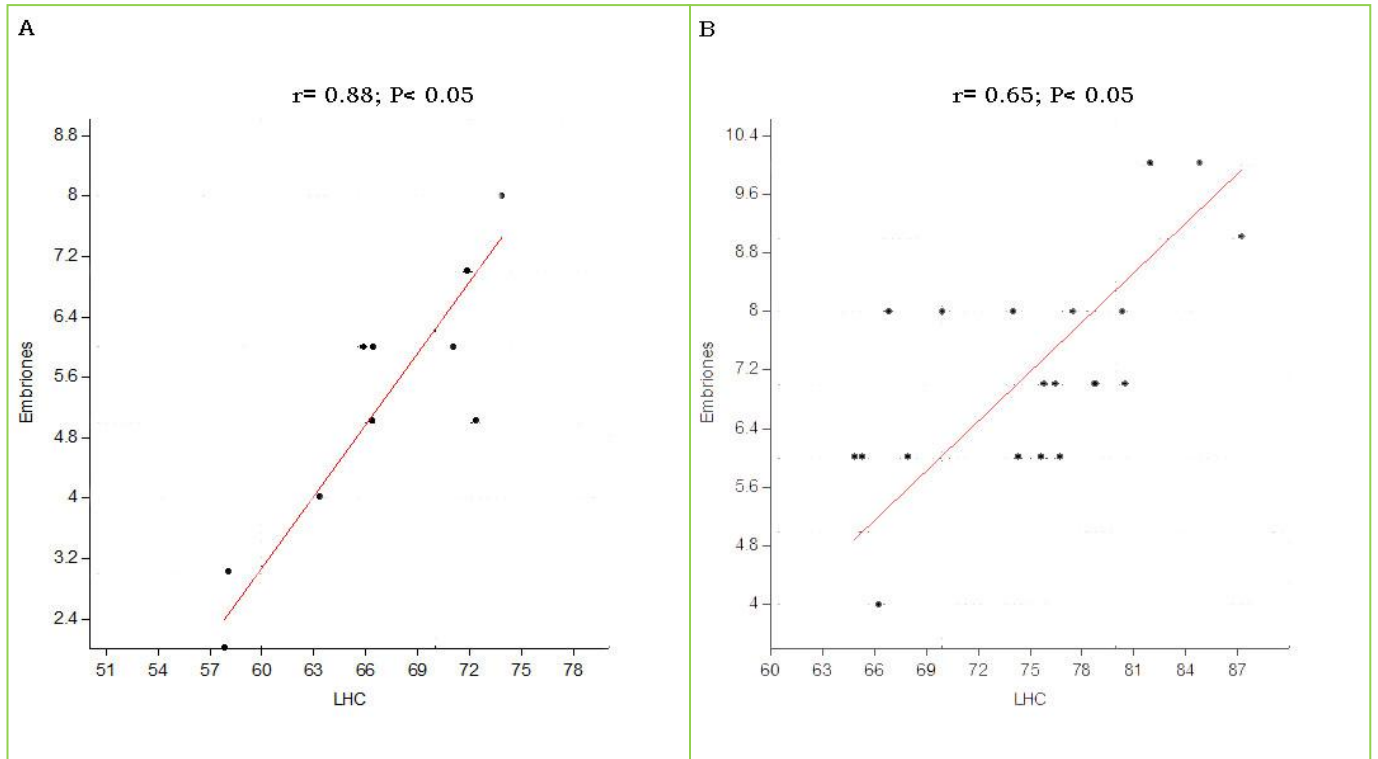 A
r= 0.88; P< 0.05
8.8
8
7.2
6.4
5.6
4.8
4
3.2
2.4
Embriones
51 54 57 60 63 66 69 72 75 78
LHC
B
r= 0.65; P< 0.05
10.4
9.6
8.8
8
7.2
6.4
5.6
4.8
4
Embriones
60 63 66 69 72 75 78 81 84 87
LHC